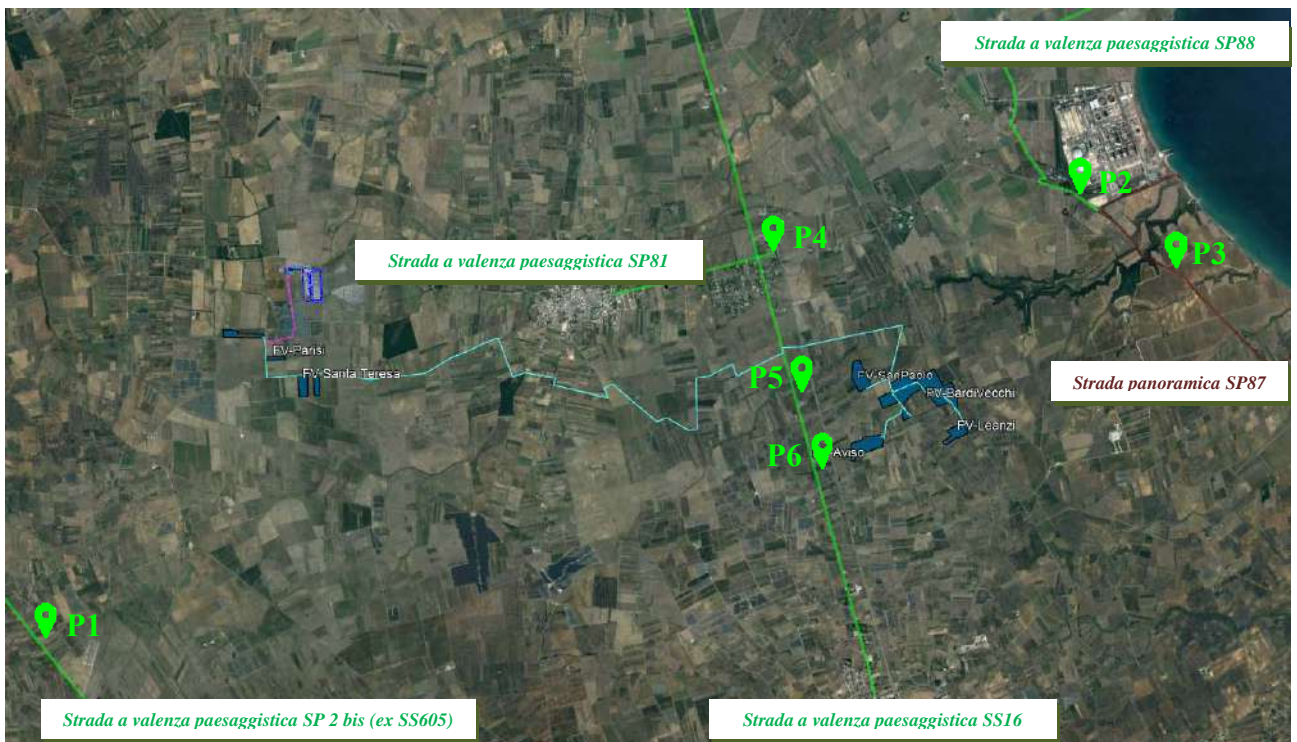 Strada a valenza paesaggistica SP88
P2
P4
P3
Strada a valenza paesaggistica SP81
FV-Parisi
FV-Santa Teresa
P5
FV-SanPaolo
FV-BardiVecchi
Strada panoramica SP87
FV-Leanzi
P6
Aviso
P1
Strada a valenza paesaggistica SP 2 bis (ex SS605)
Strada a valenza paesaggistica SS16